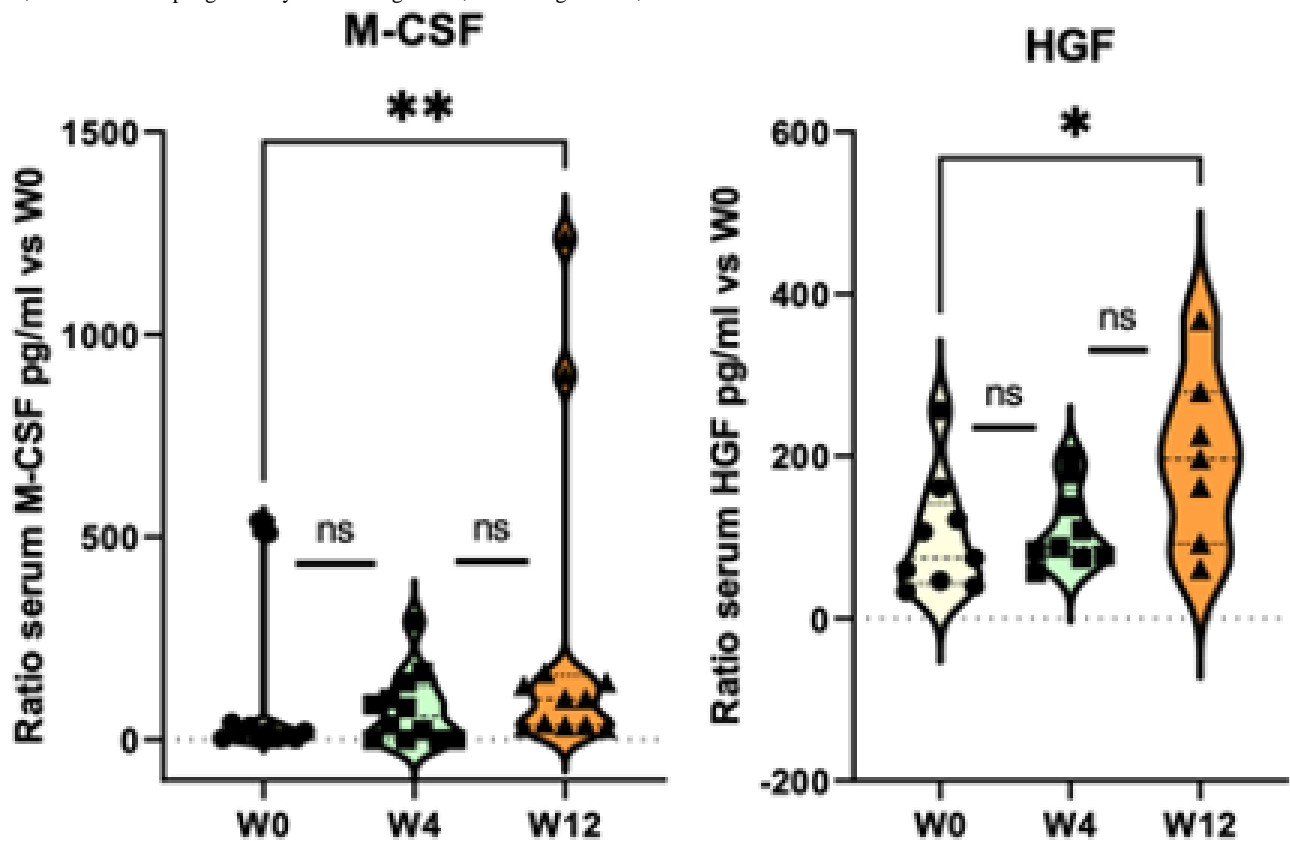 M-CSF
**
1500
1000
500
0
Ratio serum M-CSF pg/ml vs W0
ns
ns
W0
W4
W12
HGF
*
600
400
200
0
-200
Ratio serum HGF pg/ml vs W0
ns
ns
W0
W4
W12